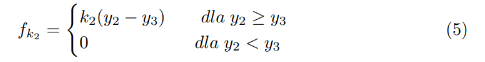 f_{k_2} = { k_2(y_2 − y_3)   dla y_2 ≥ y_3
0   dla y_2 < y_3   (5)